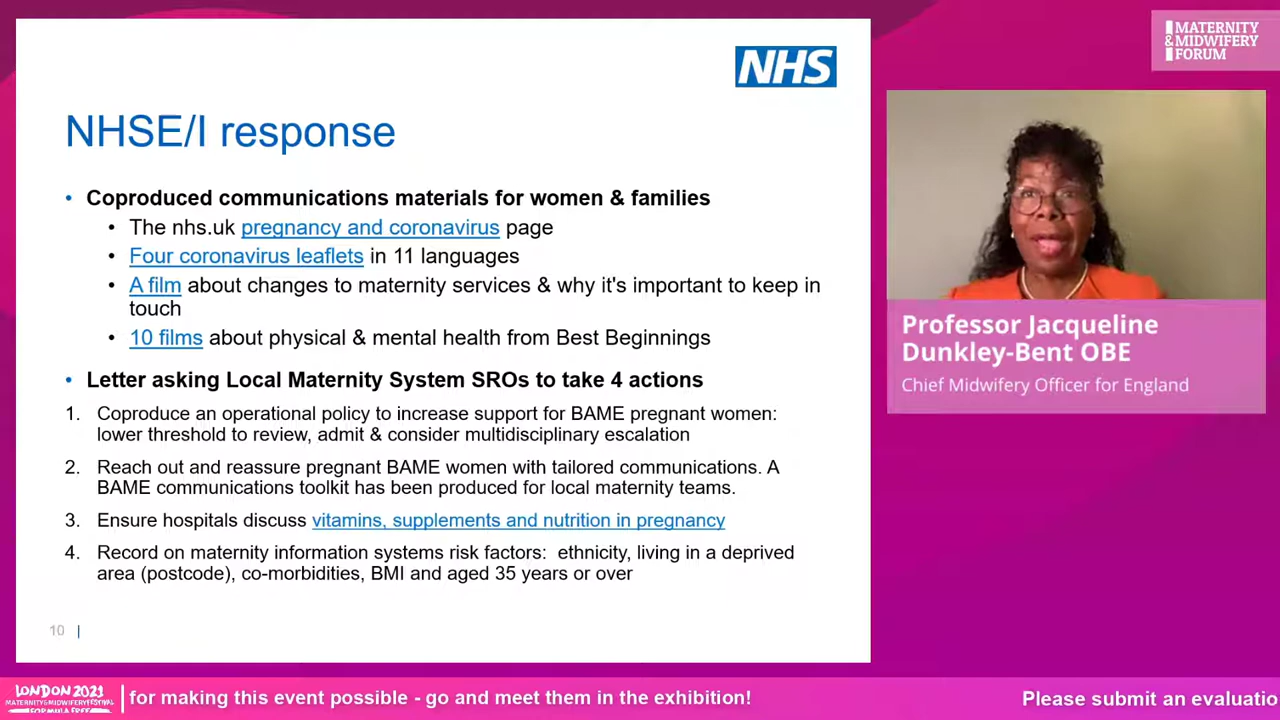 NHS
NHSE/I response
• Coproduced communications materials for women & families
• The nhs.uk pregnancy and coronavirus page
• Four coronavirus leaflets in 11 languages
• A film about changes to maternity services & why it's important to keep in
touch
• 10 films about physical & mental health from Best Beginnings
• Letter asking Local Maternity System SROs to take 4 actions
1. Coproduce an operational policy to increase support for BAME pregnant women:
lower threshold to review, admit & consider multidisciplinary escalation
2. Reach out and reassure pregnant BAME women with tailored communications. A
BAME communications toolkit has been produced for local maternity teams.
3. Ensure hospitals discuss vitamins, supplements and nutrition in pregnancy
4. Record on maternity information systems risk factors: ethnicity, living in a deprived
area (postcode), co-morbidities, BMI and aged 35 years or over
10 |
MATERNITY
&MIDWIFERY
FORUM
Professor Jacqueline
Dunkley-Bent OBE
Chief Midwifery Officer for England
LONDON 2021
MATERNITY&MIDWIFERYFESTIVAL
FORMULA FREE
for making this event possible - go and meet them in the exhibition!
Please submit an evaluatio